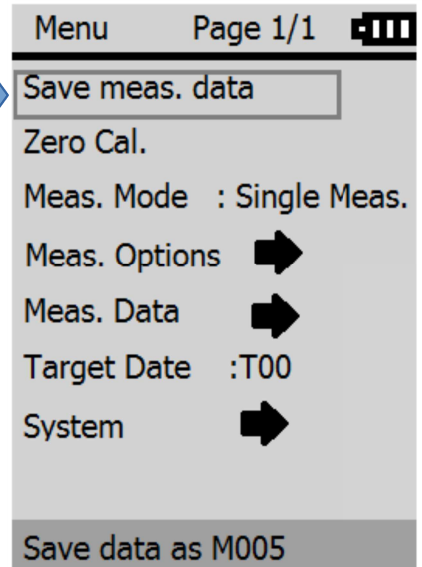 Menu Page 1/1
Save meas. data
Zero Cal.
Meas. Mode : Single Meas.
Meas. Options
Meas. Data
Target Date :T00
System
Save data as M005